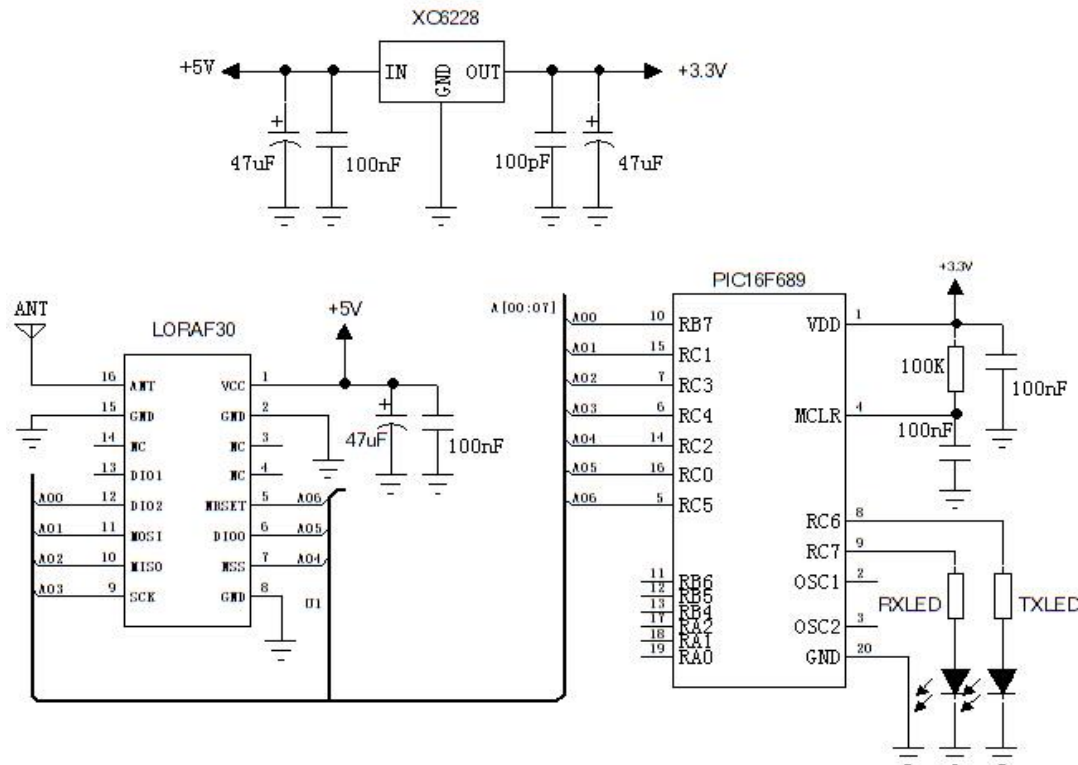 XC6228
+5V
IN
OUT
GND
+3.3V
+
47uF
100nF
100pF
+
47uF
ANT
LORAF30
+5V
16
ANT
VCC
1
15
GND
GND
2
14
NC
NC
3
13
DIO1
NC
4
A00
12
DIO2
NRSET
5
A06
A01
11
MOSI
DIO0
6
A05
A02
10
MISO
NSS
7
A04
A03
9
SCK
GND
8
U1
+
47uF
100nF
A[00:07]
PIC16F689
+3.3V
A00
10
RB7
VDD
1
A01
15
RC1
100K
A02
7
RC3
100nF
A03
6
RC4
MCLR
4
100nF
A04
14
RC2
A05
16
RC0
A06
5
RC5
RC6
8
RC7
9
11
RB6
OSC1
2
12
RB5
13
RB4
17
RA2
OSC2
3
18
RA1
19
RA0
GND
20
RXLED
TXLED